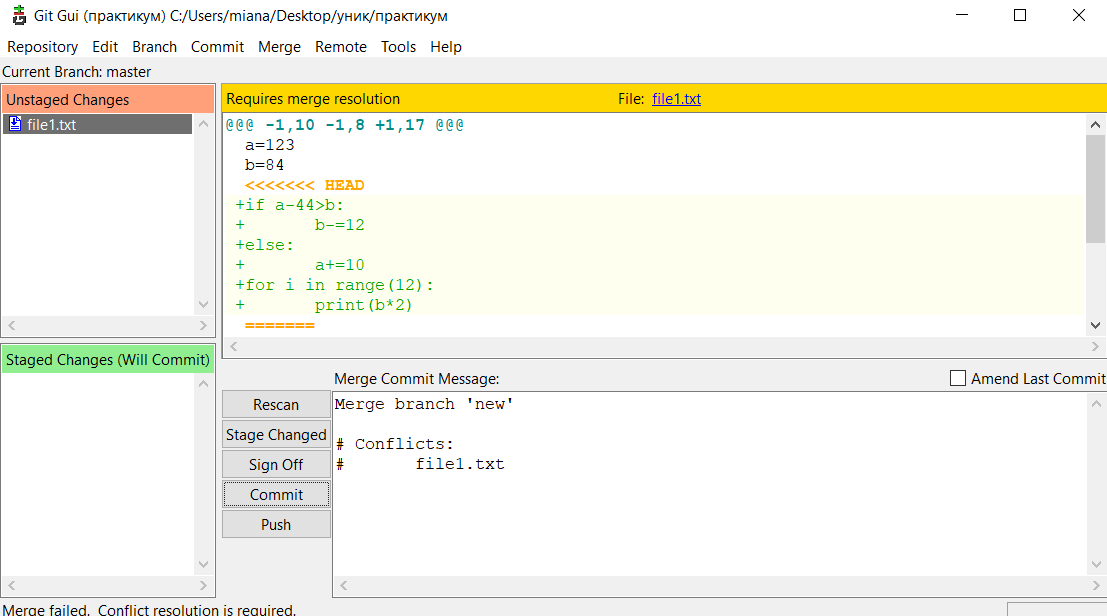 Git Gui (практикум) C:/Users/miana/Desktop/уник/практикум
Repository Edit Branch Commit Merge Remote Tools Help
Current Branch: master
Unstaged Changes
file1.txt
Requires merge resolution File: file1.txt
@@@ -1,10 -1,8 +1,17 @@@
a=123
b=84
<<<<<<< HEAD
+if a-44>b:
+ b-=12
+else:
+ a+=10
+for i in range(12):
+ print(b*2)
=======
Staged Changes (Will Commit)
Merge Commit Message: Amend Last Commit
Rescan
Stage Changed
Sign Off
Commit
Push
Merge branch 'new'
# Conflicts:
# file1.txt
Merge failed. Conflict resolution is required.